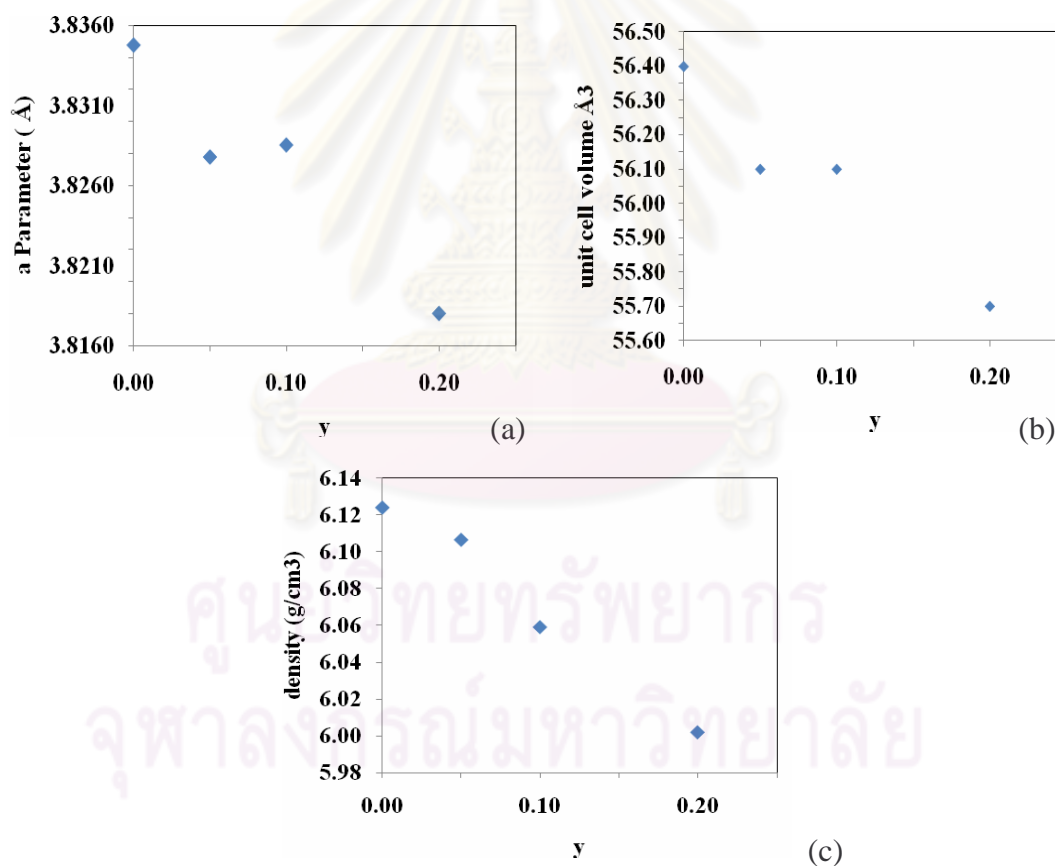 3.8360
3.8310
3.8260
3.8210
3.8160
a Parameter ( Å)
0.00 0.10 0.20
y
(a)
56.50
56.40
56.30
56.20
56.10
56.00
55.90
55.80
55.70
55.60
unit cell volume Å3
0.00 0.10 0.20
y
(b)
6.14
6.12
6.10
6.08
6.06
6.04
6.02
6.00
5.98
density (g/cm3)
0.00 0.10 0.20
y
(c)
ศูนย์วิทยทรัพยากร
จุฬาลงกรณ์มหาวิทยาลัย